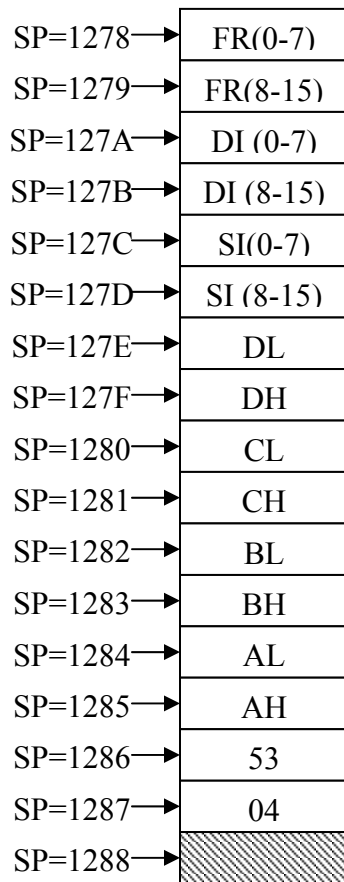 SP=1278 FR(0-7)
SP=1279 FR(8-15)
SP=127A DI (0-7)
SP=127B DI (8-15)
SP=127C SI(0-7)
SP=127D SI (8-15)
SP=127E DL
SP=127F DH
SP=1280 CL
SP=1281 CH
SP=1282 BL
SP=1283 BH
SP=1284 AL
SP=1285 AH
SP=1286 53
SP=1287 04
SP=1288